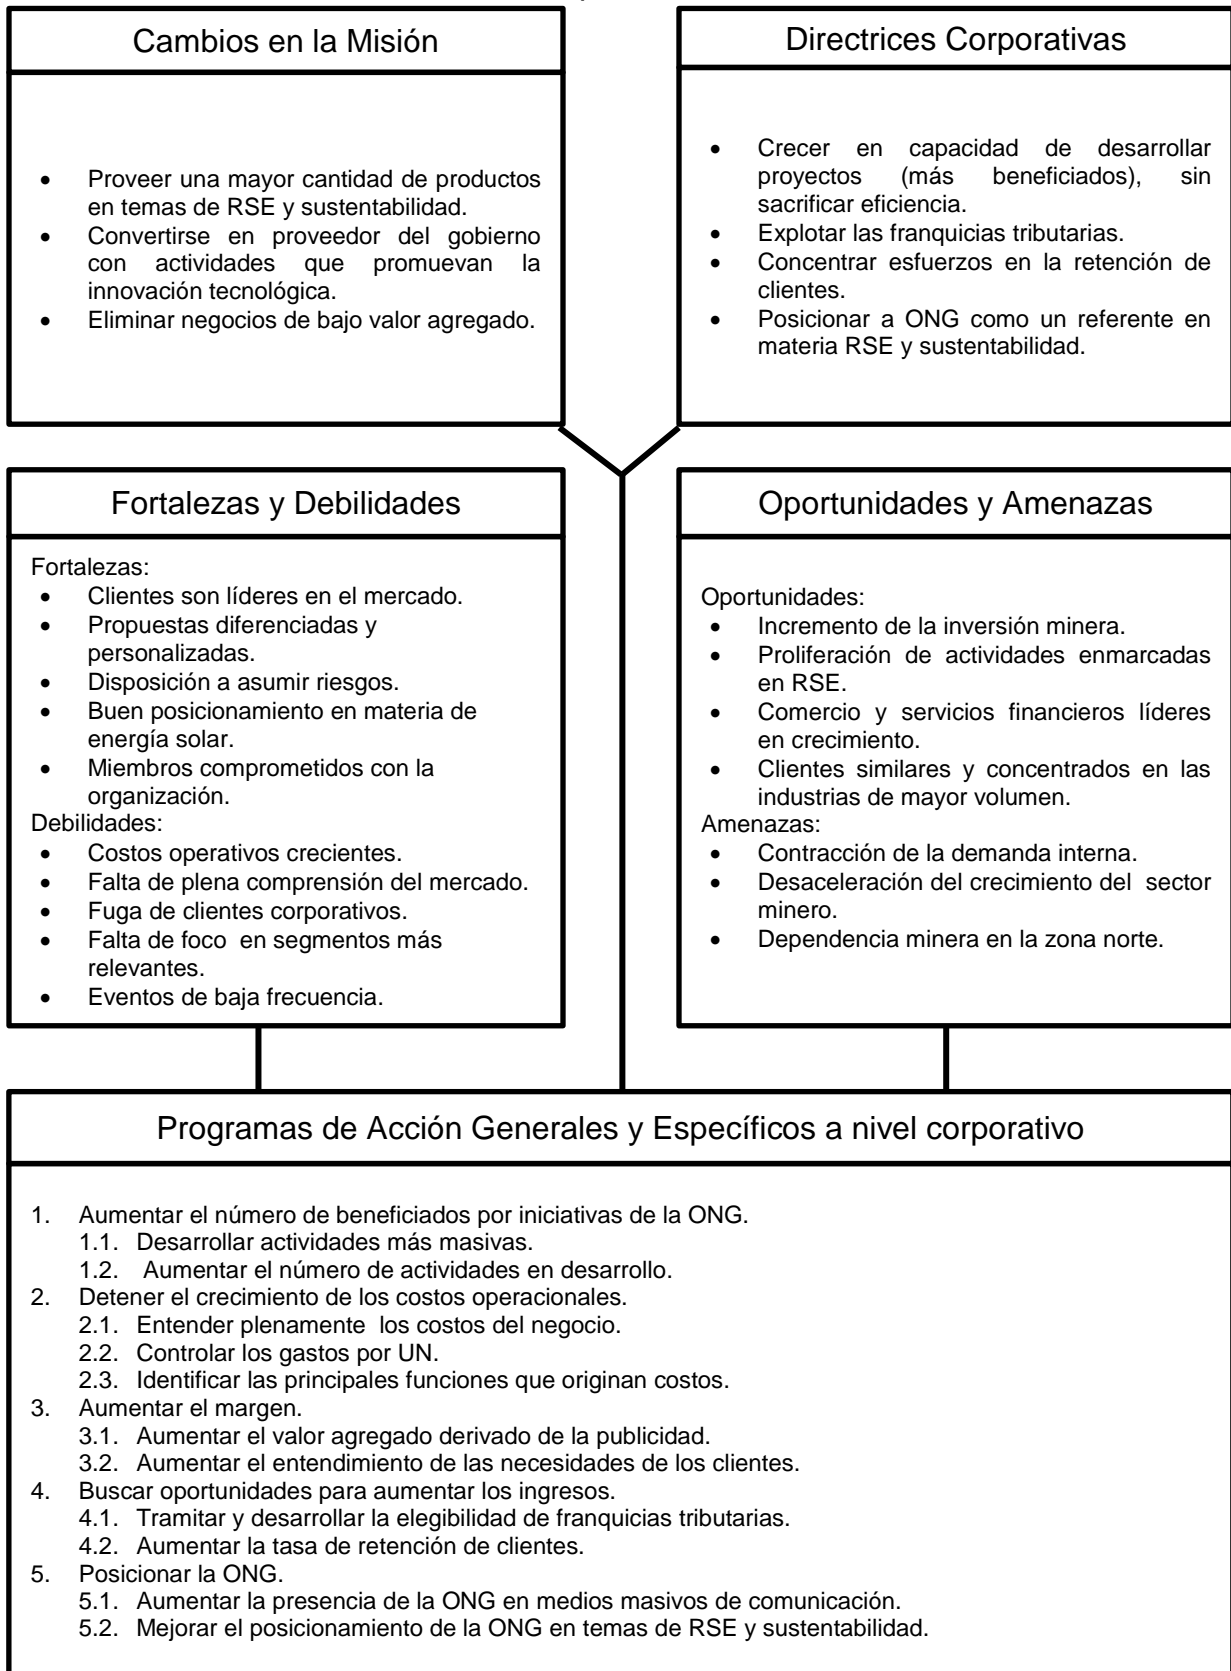 Cambios en la Misión
• Proveer una mayor cantidad de productos
en temas de RSE y sustentabilidad.
• Convertirse en proveedor del gobierno
con actividades que promuevan la
innovación tecnológica.
• Eliminar negocios de bajo valor agregado.
Directrices Corporativas
• Crecer en capacidad de desarrollar
proyectos (más beneficiados), sin
sacrificar eficiencia.
• Explotar las franquicias tributarias.
• Concentrar esfuerzos en la retención de
clientes.
• Posicionar a ONG como un referente en
materia RSE y sustentabilidad.
Fortalezas y Debilidades
Fortalezas:
• Clientes son líderes en el mercado.
• Propuestas diferenciadas y
personalizadas.
• Disposición a asumir riesgos.
• Buen posicionamiento en materia de
energía solar.
• Miembros comprometidos con la
organización.
Debilidades:
• Costos operativos crecientes.
• Falta de plena comprensión del mercado.
• Fuga de clientes corporativos.
• Falta de foco en segmentos más
relevantes.
• Eventos de baja frecuencia.
Oportunidades y Amenazas
Oportunidades:
• Incremento de la inversión minera.
• Proliferación de actividades enmarcadas
en RSE.
• Comercio y servicios financieros líderes
en crecimiento.
• Clientes similares y concentrados en las
industrias de mayor volumen.
Amenazas:
• Contracción de la demanda interna.
• Desaceleración del crecimiento del sector
minero.
• Dependencia minera en la zona norte.
Programas de Acción Generales y Específicos a nivel corporativo
1. Aumentar el número de beneficiados por iniciativas de la ONG.
1.1. Desarrollar actividades más masivas.
1.2. Aumentar el número de actividades en desarrollo.
2. Detener el crecimiento de los costos operacionales.
2.1. Entender plenamente los costos del negocio.
2.2. Controlar los gastos por UN.
2.3. Identificar las principales funciones que originan costos.
3. Aumentar el margen.
3.1. Aumentar el valor agregado derivado de la publicidad.
3.2. Aumentar el entendimiento de las necesidades de los clientes.
4. Buscar oportunidades para aumentar los ingresos.
4.1. Tramitar y desarrollar la elegibilidad de franquicias tributarias.
4.2. Aumentar la tasa de retención de clientes.
5. Posicionar la ONG.
5.1. Aumentar la presencia de la ONG en medios masivos de comunicación.
5.2. Mejorar el posicionamiento de la ONG en temas de RSE y sustentabilidad.